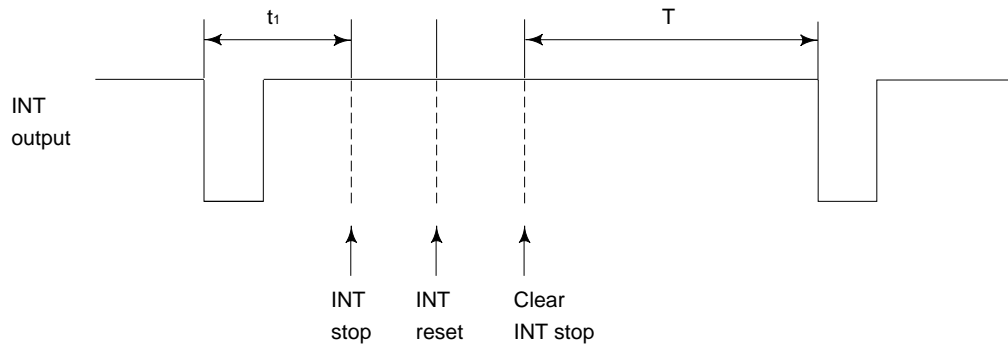 t₁
T
INT
output
INT
stop
INT
reset
Clear
INT stop